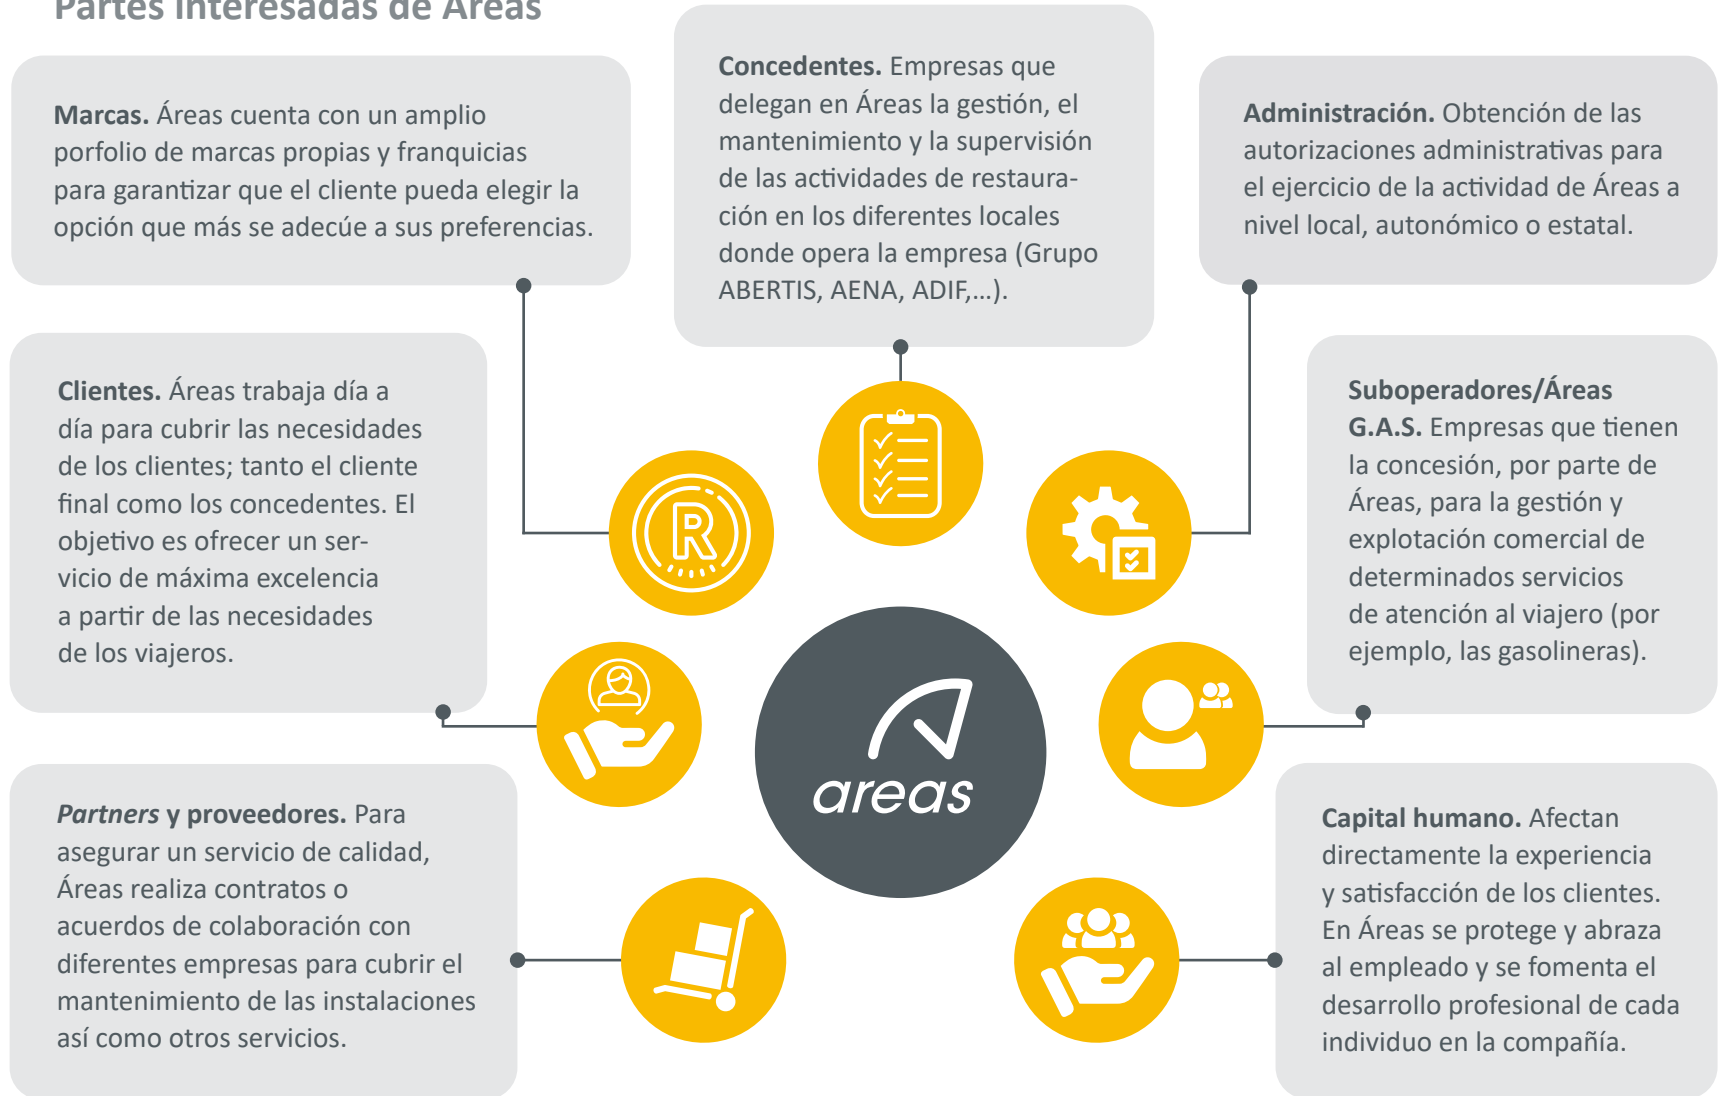 Partes interesadas de Áreas
Marcas. Áreas cuenta con un amplio
porfolio de marcas propias y franquicias
para garantizar que el cliente pueda elegir la
opción que más se adecúe a sus preferencias.
Concedentes. Empresas que
delegan en Áreas la gestión, el
mantenimiento y la supervisión
de las actividades de restaura-
ción en los diferentes locales
donde opera la empresa (Grupo
ABERTIS, AENA, ADIF,...).
Administración. Obtención de las
autorizaciones administrativas para
el ejercicio de la actividad de Áreas a
nivel local, autonómico o estatal.
Clientes. Áreas trabaja día a
día para cubrir las necesidades
de los clientes; tanto el cliente
final como los concedentes. El
objetivo es ofrecer un ser-
vicio de máxima excelencia
a partir de las necesidades
de los viajeros.
Suboperadores/Áreas
G.A.S. Empresas que tienen
la concesión, por parte de
Áreas, para la gestión y
explotación comercial de
determinados servicios
de atención al viajero (por
ejemplo, las gasolineras).
R
areas
Partners y proveedores. Para
asegurar un servicio de calidad,
Áreas realiza contratos o
acuerdos de colaboración con
diferentes empresas para cubrir el
mantenimiento de las instalaciones
así como otros servicios.
Capital humano. Afectan
directamente la experiencia
y satisfacción de los clientes.
En Áreas se protege y abraza
al empleado y se fomenta el
desarrollo profesional de cada
individuo en la compañía.